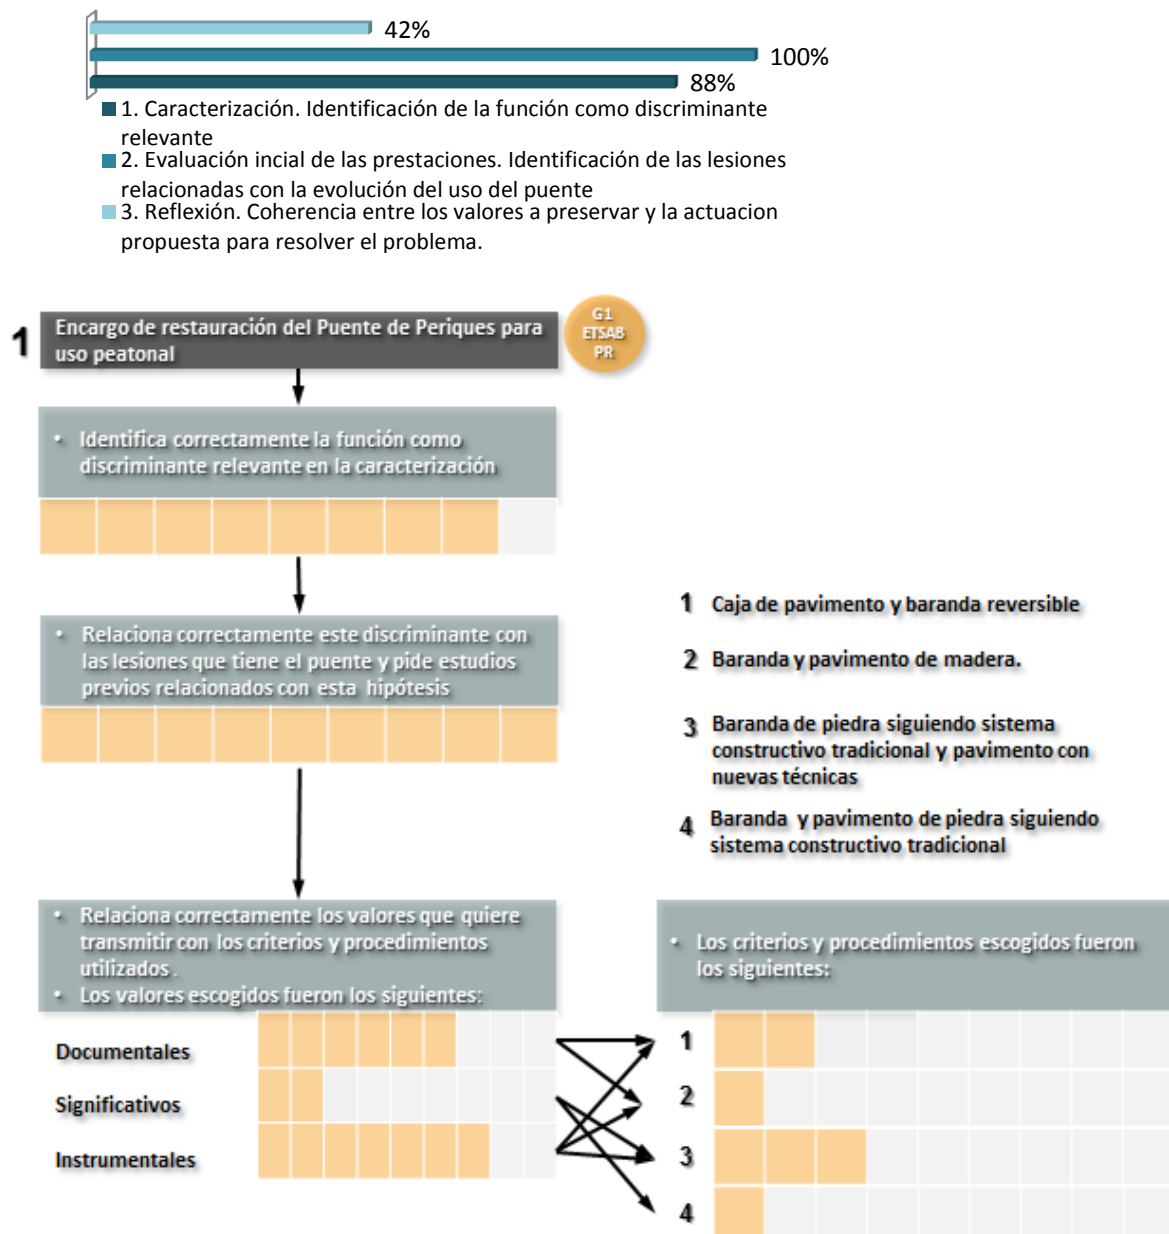 42%
100%
88%
1. Caracterización. Identificación de la función como discriminante
relevante
2. Evaluación incial de las prestaciones. Identificación de las lesiones
relacionadas con la evolución del uso del puente
3. Reflexión. Coherencia entre los valores a preservar y la actuacion
propuesta para resolver el problema.
1
Encargo de restauración del Puente de Periques para
uso peatonal
G1
ETSAB
PR
• Identifica correctamente la función como
discriminante relevante en la caracterización
• Relaciona correctamente este discriminante con
las lesiones que tiene el puente y pide estudios
previos relacionados con esta hipótesis
1 Caja de pavimento y baranda reversible
2 Baranda y pavimento de madera.
3 Baranda de piedra siguiendo sistema
constructivo tradicional y pavimento con
nuevas técnicas
4 Baranda y pavimento de piedra siguiendo
sistema constructivo tradicional
• Relaciona correctamente los valores que quiere
transmitir con los criterios y procedimientos
utilizados .
• Los valores escogidos fueron los siguientes:
• Los criterios y procedimientos escogidos fueron
los siguientes:
Documentales
Significativos
Instrumentales
1
2
3
4